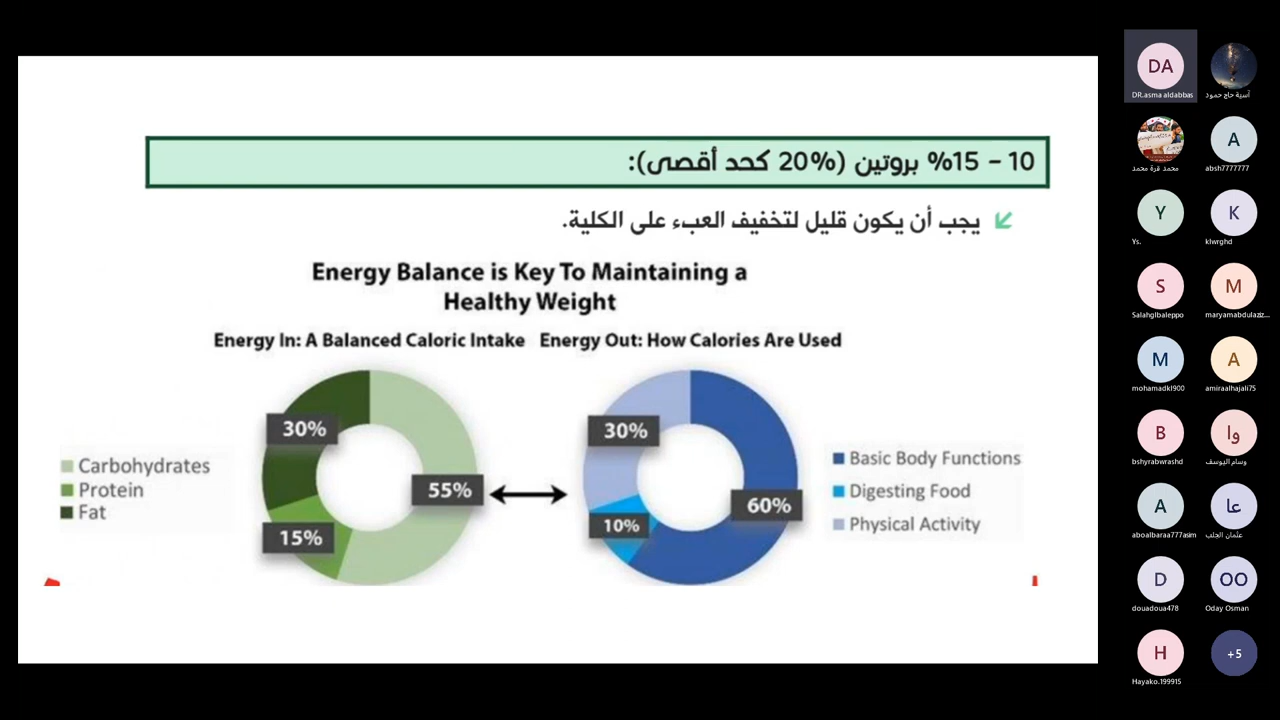 10 - 15% بروتين (20% كحد أقصى):
يجب أن يكون قليل لتخفيف العبء على الكلية.
Energy Balance is Key To Maintaining a
Healthy Weight
Energy In: A Balanced Caloric Intake
Energy Out: How Calories Are Used
30%
55%
15%
Carbohydrates
Protein
Fat
30%
10%
60%
Basic Body Functions
Digesting Food
Physical Activity
DA
DR.asma aldabbas
آسية حاج حمود
محمد قرة محمد
A
absh7777777
Y
Ys.
K
klwrghd
S
Salahglbaleppo
M
maryamabdulaziz...
M
mohamadkl900
A
amiraalhajali75
B
bshyrabwrashd
وا
وسام اليوسف
A
aboalbaraa777asim
عا
عثمان الجلب
D
douadoua478
OO
Oday Osman
H
Hayako.199915
+5